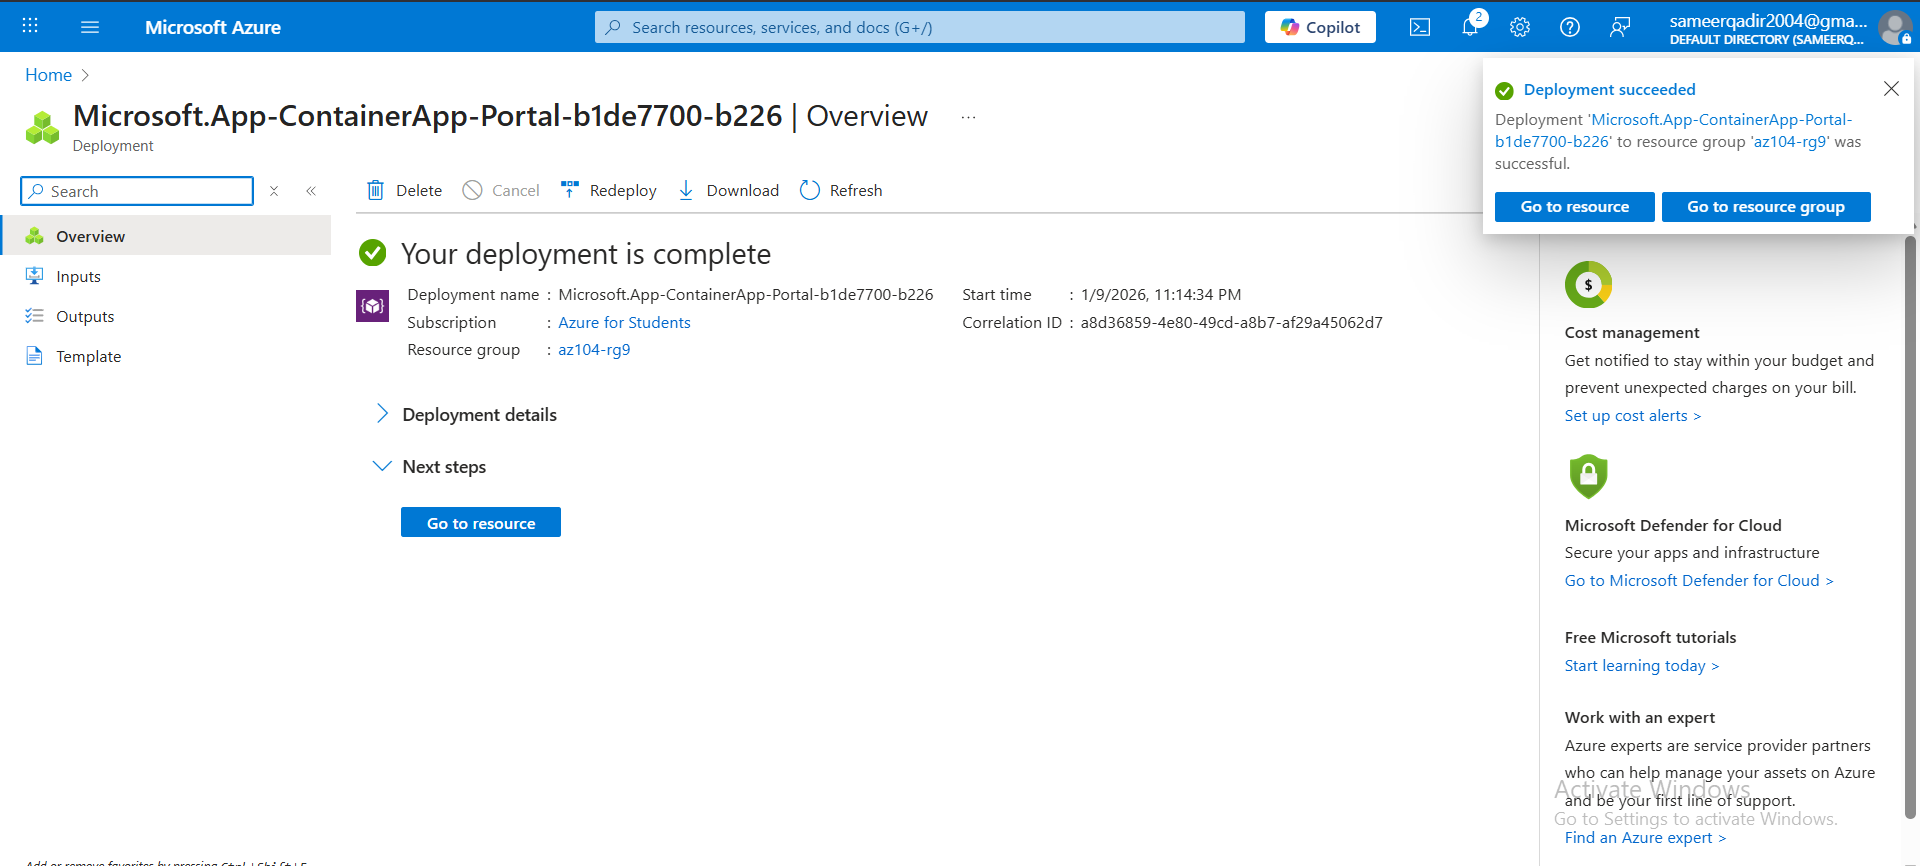 Microsoft Azure
Search resources, services, and docs (G+/)
Copilot
2
sameerqadir2004@gma...
DEFAULT DIRECTORY (SAMEERQ...
Home
Microsoft.App-ContainerApp-Portal-b1de7700-b226 | Overview ...
Deployment
Search
Overview
Inputs
Outputs
Template
Delete Cancel Redeploy Download Refresh
Your deployment is complete
Deployment name : Microsoft.App-ContainerApp-Portal-b1de7700-b226
Subscription : Azure for Students
Resource group : az104-rg9
Start time : 1/9/2026, 11:14:34 PM
Correlation ID : a8d36859-4e80-49cd-a8b7-af29a45062d7
Deployment details
Next steps
Go to resource
Deployment succeeded
Deployment 'Microsoft.App-ContainerApp-Portal-
b1de7700-b226' to resource group 'az104-rg9' was
successful.
Go to resource Go to resource group
$
Cost management
Get notified to stay within your budget and
prevent unexpected charges on your bill.
Set up cost alerts >
Microsoft Defender for Cloud
Secure your apps and infrastructure
Go to Microsoft Defender for Cloud >
Free Microsoft tutorials
Start learning today >
Work with an expert
Azure experts are service provider partners
who can help manage your assets on Azure
and be your first line of support.
Find an Azure expert >
Activate Windows
Go to Settings to activate Windows.
Add or remove favorites by pressing Ctrl+Shift+F